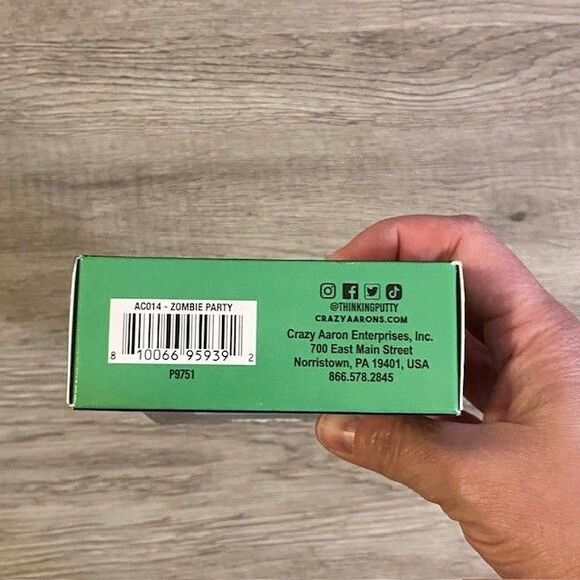 AC014 - ZOMBIE PARTY
8 10066 95939 2
P9751
@THINKINGPUTTY
CRAZYAARONS.COM
Crazy Aaron Enterprises, Inc.
700 East Main Street
Norristown, PA 19401, USA
866.578.2845